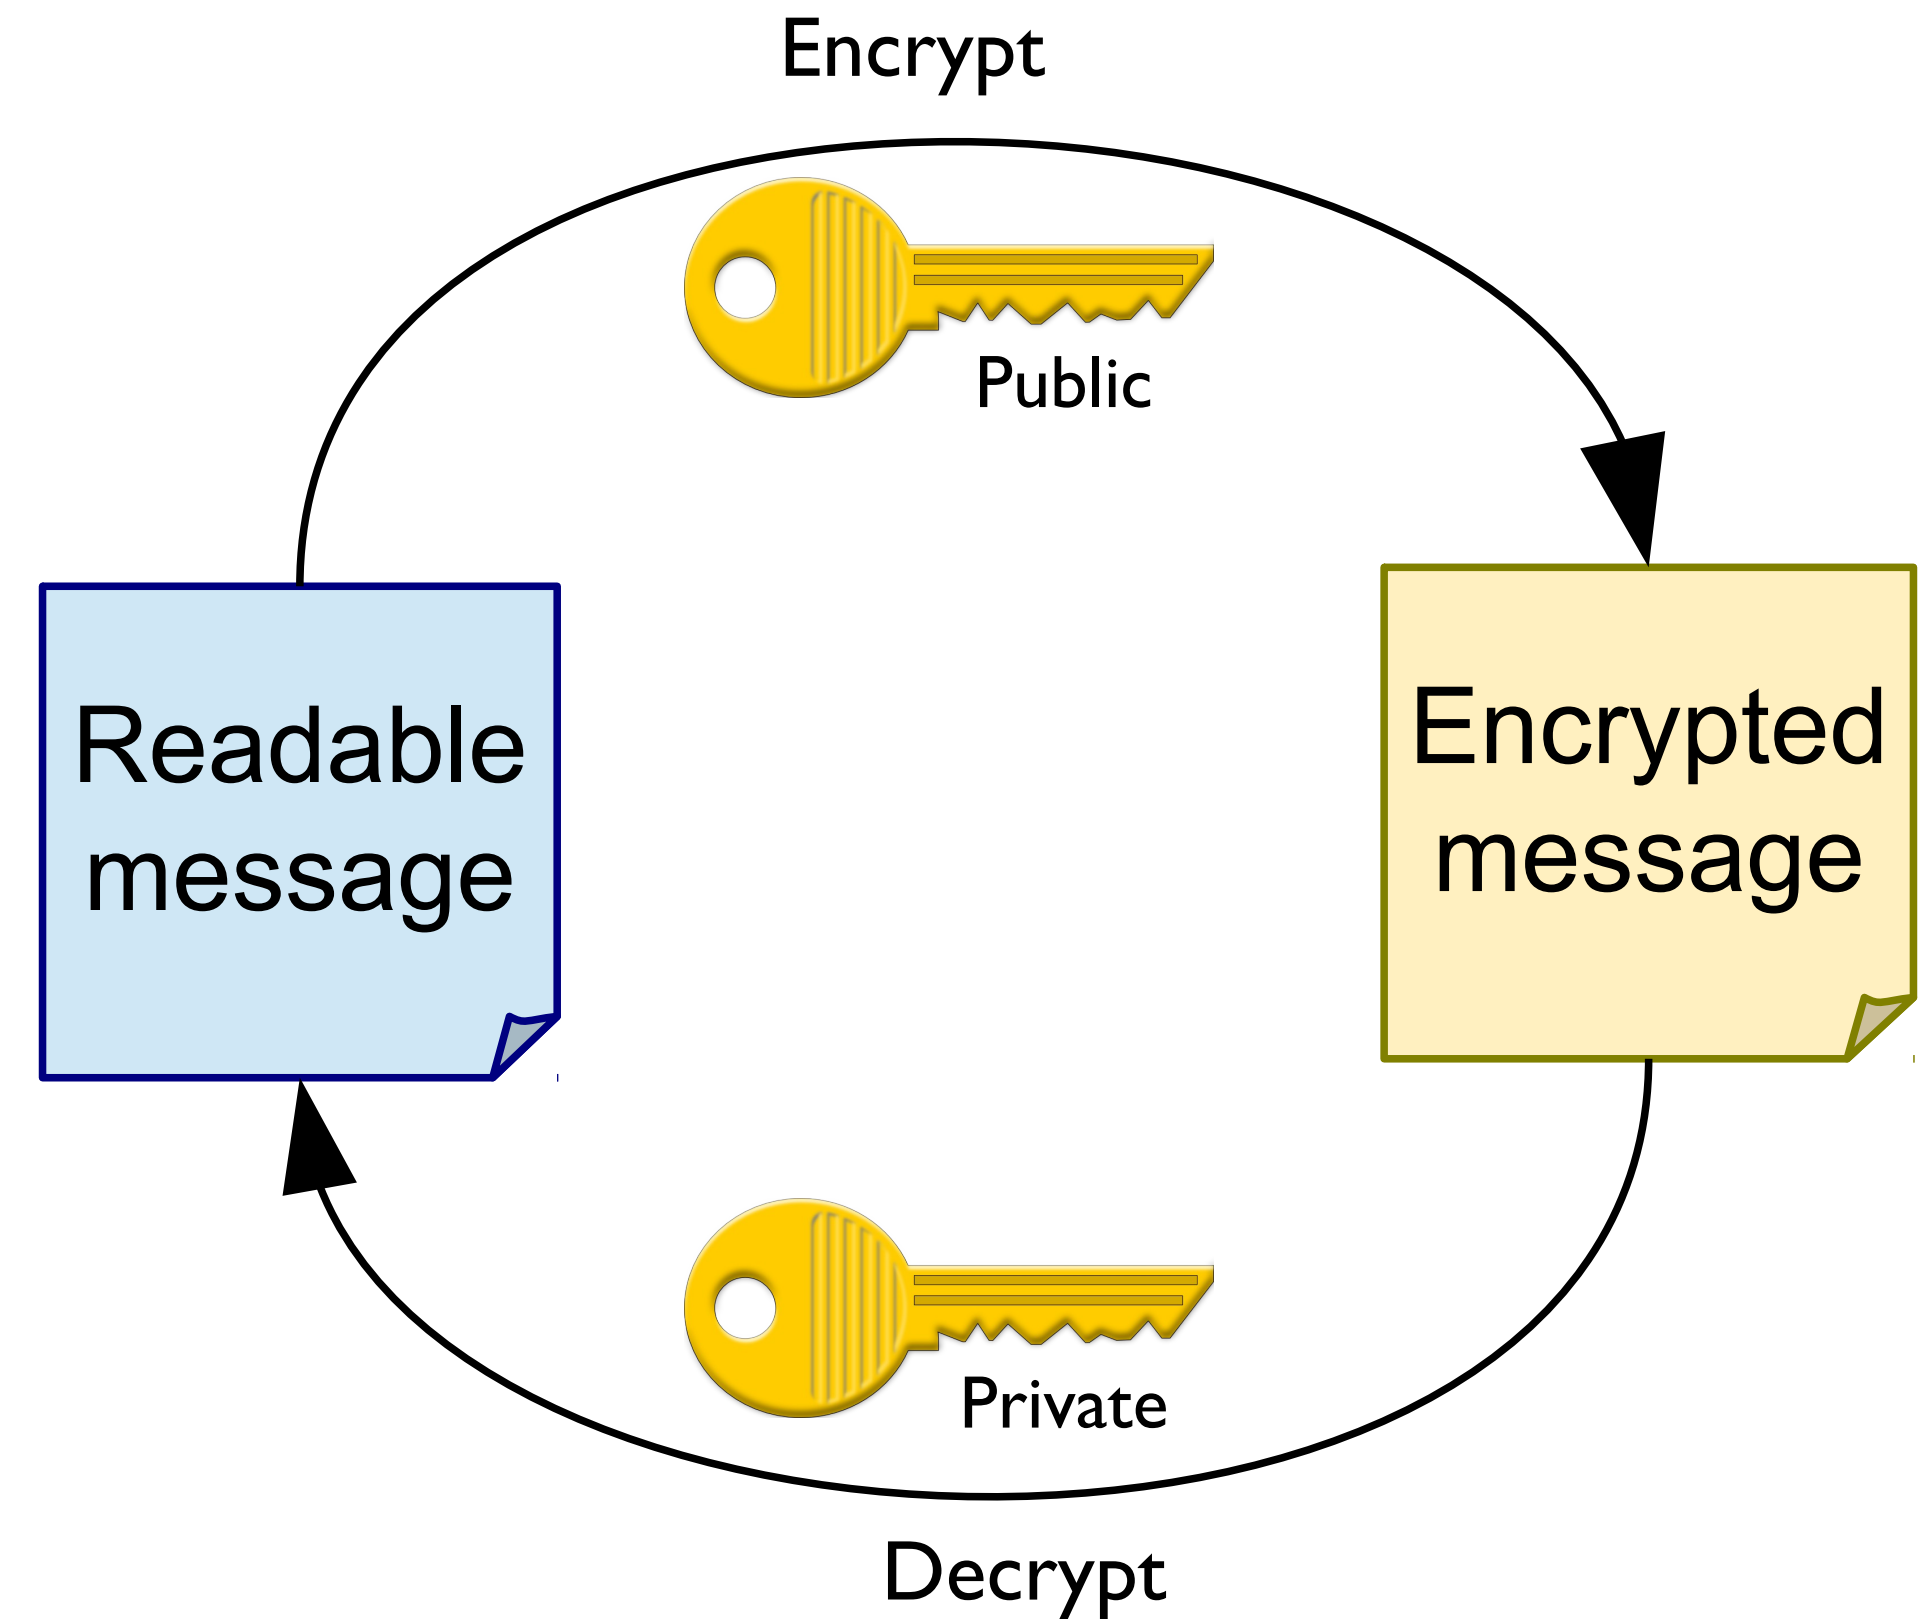 Encrypt
Public
Readable
message
Encrypted
message
Private
Decrypt